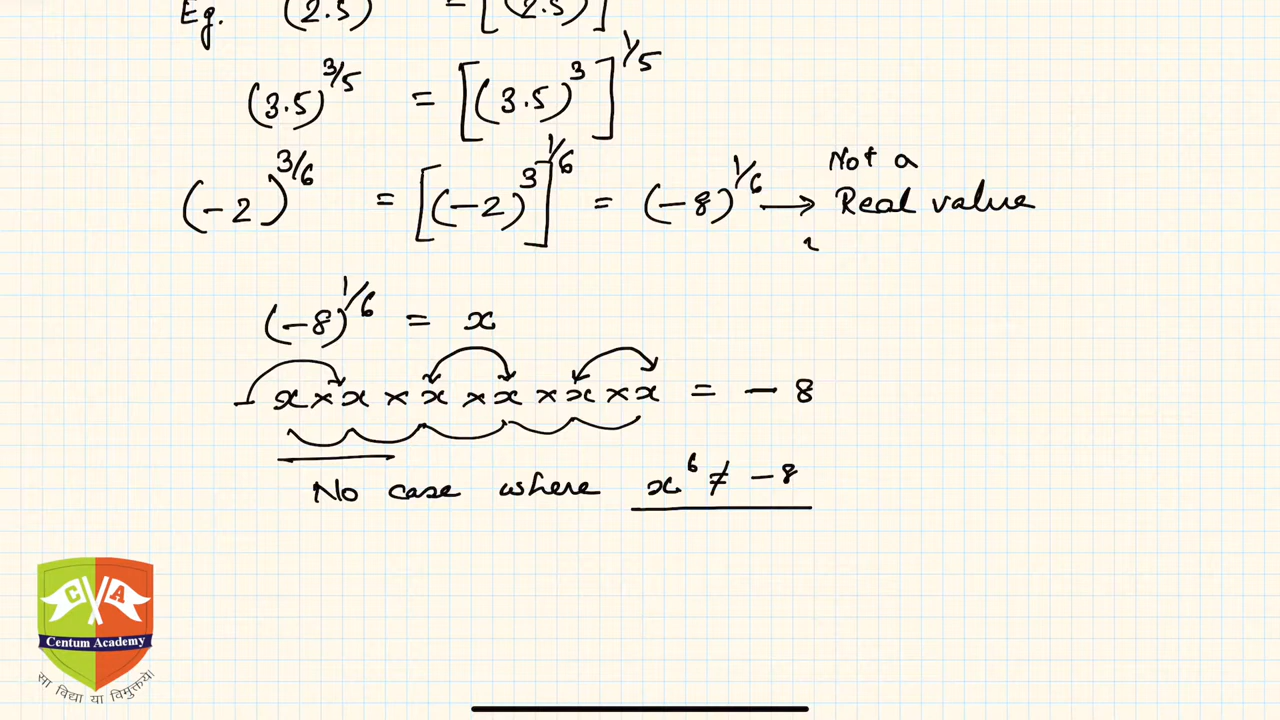 Eg. (2.5) = [(2.5)]
(3.5)^3/5 = [(3.5)^3]^1/5
(-2)^3/6 = [(-2)^3]^1/6 = (-8)^1/6 → Not a Real value
(-8)^1/6 = x
x × x × x × x × x × x = - 8
No case where x^6 ≠ - 8
C A
Centum Academy
सा विद्या या विमुक्तये।